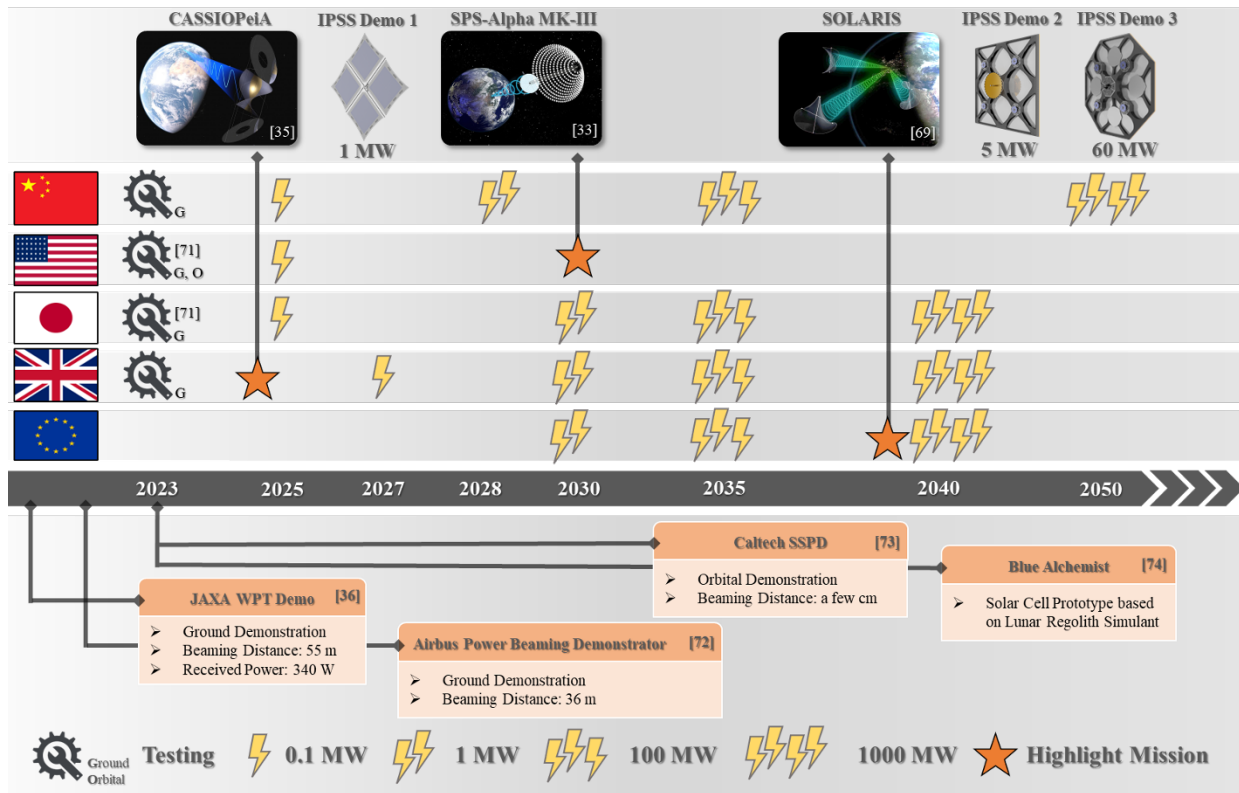 CASSIOPeiA
IPSS Demo 1
SPS-Alpha MK-III
SOLARIS
IPSS Demo 2
IPSS Demo 3
[35]
[33]
[69]
1 MW
5 MW
60 MW
G
[71]
G, O
[71]
G
G
2023
2025
2027
2028
2030
2035
2040
2050
Caltech SSPD [73]
➢ Orbital Demonstration
➢ Beaming Distance: a few cm
Blue Alchemist [74]
➢ Solar Cell Prototype based
on Lunar Regolith Simulant
JAXA WPT Demo [36]
➢ Ground Demonstration
➢ Beaming Distance: 55 m
➢ Received Power: 340 W
Airbus Power Beaming Demonstrator [72]
➢ Ground Demonstration
➢ Beaming Distance: 36 m
Ground
Orbital
Testing
0.1 MW
1 MW
100 MW
1000 MW
Highlight Mission